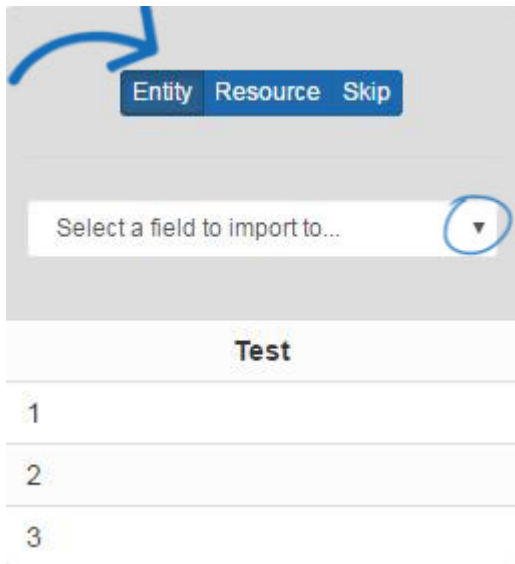 Entity Resource Skip
Select a field to import to...
Test
1
2
3